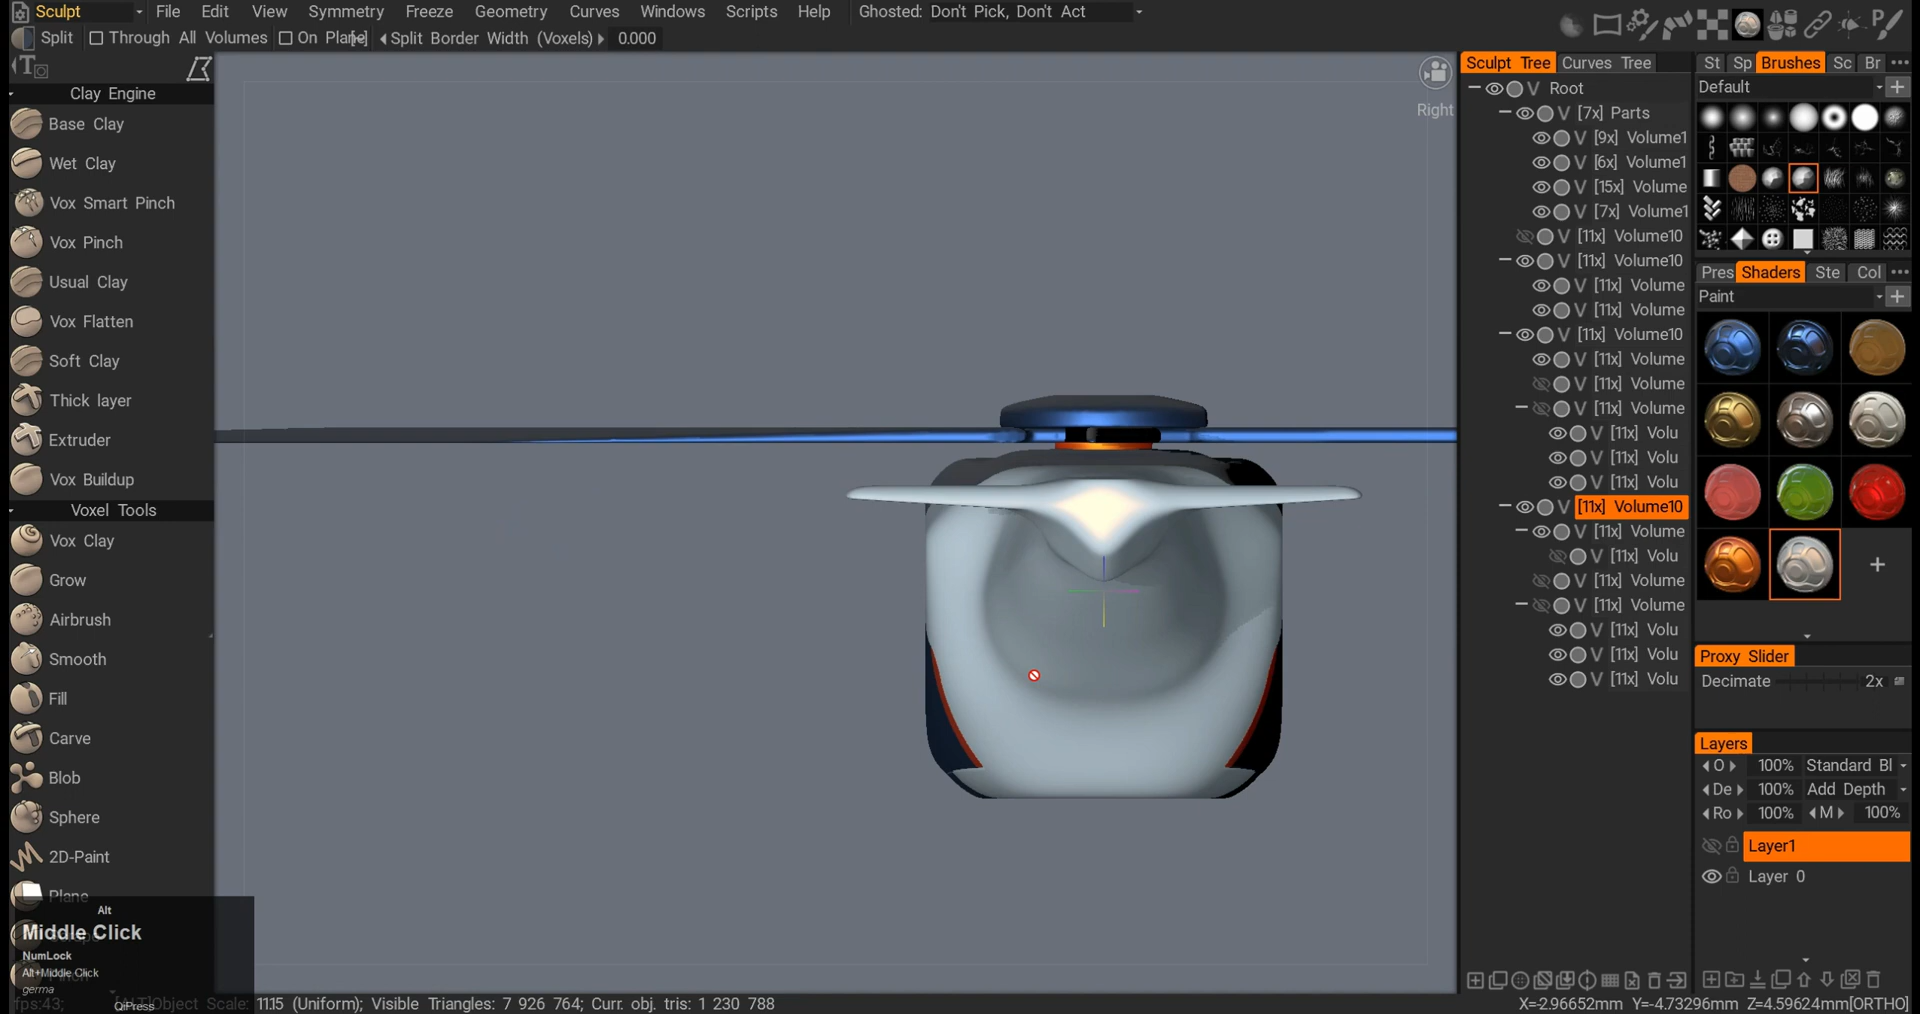 Sculpt File Edit View Symmetry Freeze Geometry Curves Windows Scripts Help Ghosted: Don't Pick, Don't Act
Split Through All Volumes On Plane Split Border Width (Voxels) 0.000
Clay Engine
Base Clay
Wet Clay
Vox Smart Pinch
Vox Pinch
Usual Clay
Vox Flatten
Soft Clay
Thick layer
Extruder
Vox Buildup
Voxel Tools
Vox Clay
Grow
Airbrush
Smooth
Fill
Carve
Blob
Sphere
2D-Paint
Plane
Alt
Middle Click
NumLock
Alt+Middle Click
germa
QiPress
fps:43; [ALT]Object Scale: 1.115 (Uniform); Visible Triangles: 7 926 764; Curr. obj. tris: 1 230 788
Right
Sculpt Tree Curves Tree
V Root
V [7x] Parts
V [9x] Volume1
V [6x] Volume1
V [15x] Volume
V [7x] Volume1
V [11x] Volume10
V [11x] Volume10
V [11x] Volume
V [11x] Volume
V [11x] Volume10
V [11x] Volume
V [11x] Volume
V [11x] Volume
V [11x] Volu
V [11x] Volu
V [11x] Volu
V [11x] Volume10
V [11x] Volume
V [11x] Volu
V [11x] Volume
V [11x] Volume
V [11x] Volu
V [11x] Volu
V [11x] Volu
St Sp Brushes Sc Br
Default
Pres Shaders Ste Col
Paint
Proxy Slider
Decimate 2x
Layers
O 100% Standard Bl
De 100% Add Depth
Ro 100% M 100%
Layer1
Layer 0
X=-2.96652mm Y=-4.73296mm Z=4.59624mm[ORTHO]